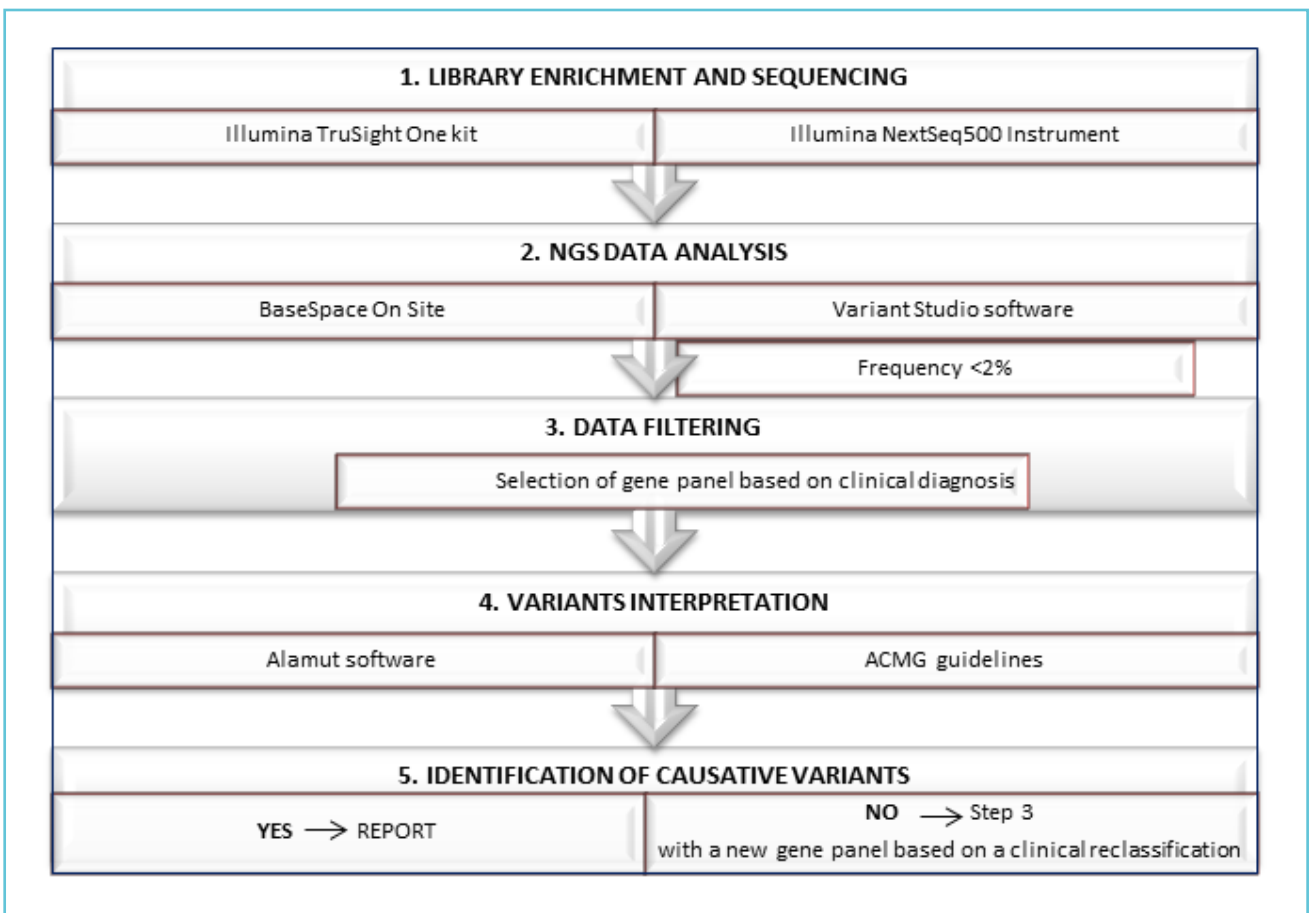 1. LIBRARY ENRICHMENT AND SEQUENCING
Illumina TruSight One kit
Illumina NextSeq500 Instrument
2. NGS DATA ANALYSIS
BaseSpace On Site
Variant Studio software
Frequency <2%
3. DATA FILTERING
Selection of gene panel based on clinical diagnosis
4. VARIANTS INTERPRETATION
Alamut software
ACMG guidelines
5. IDENTIFICATION OF CAUSATIVE VARIANTS
YES → REPORT
NO → Step 3
with a new gene panel based on a clinical reclassification